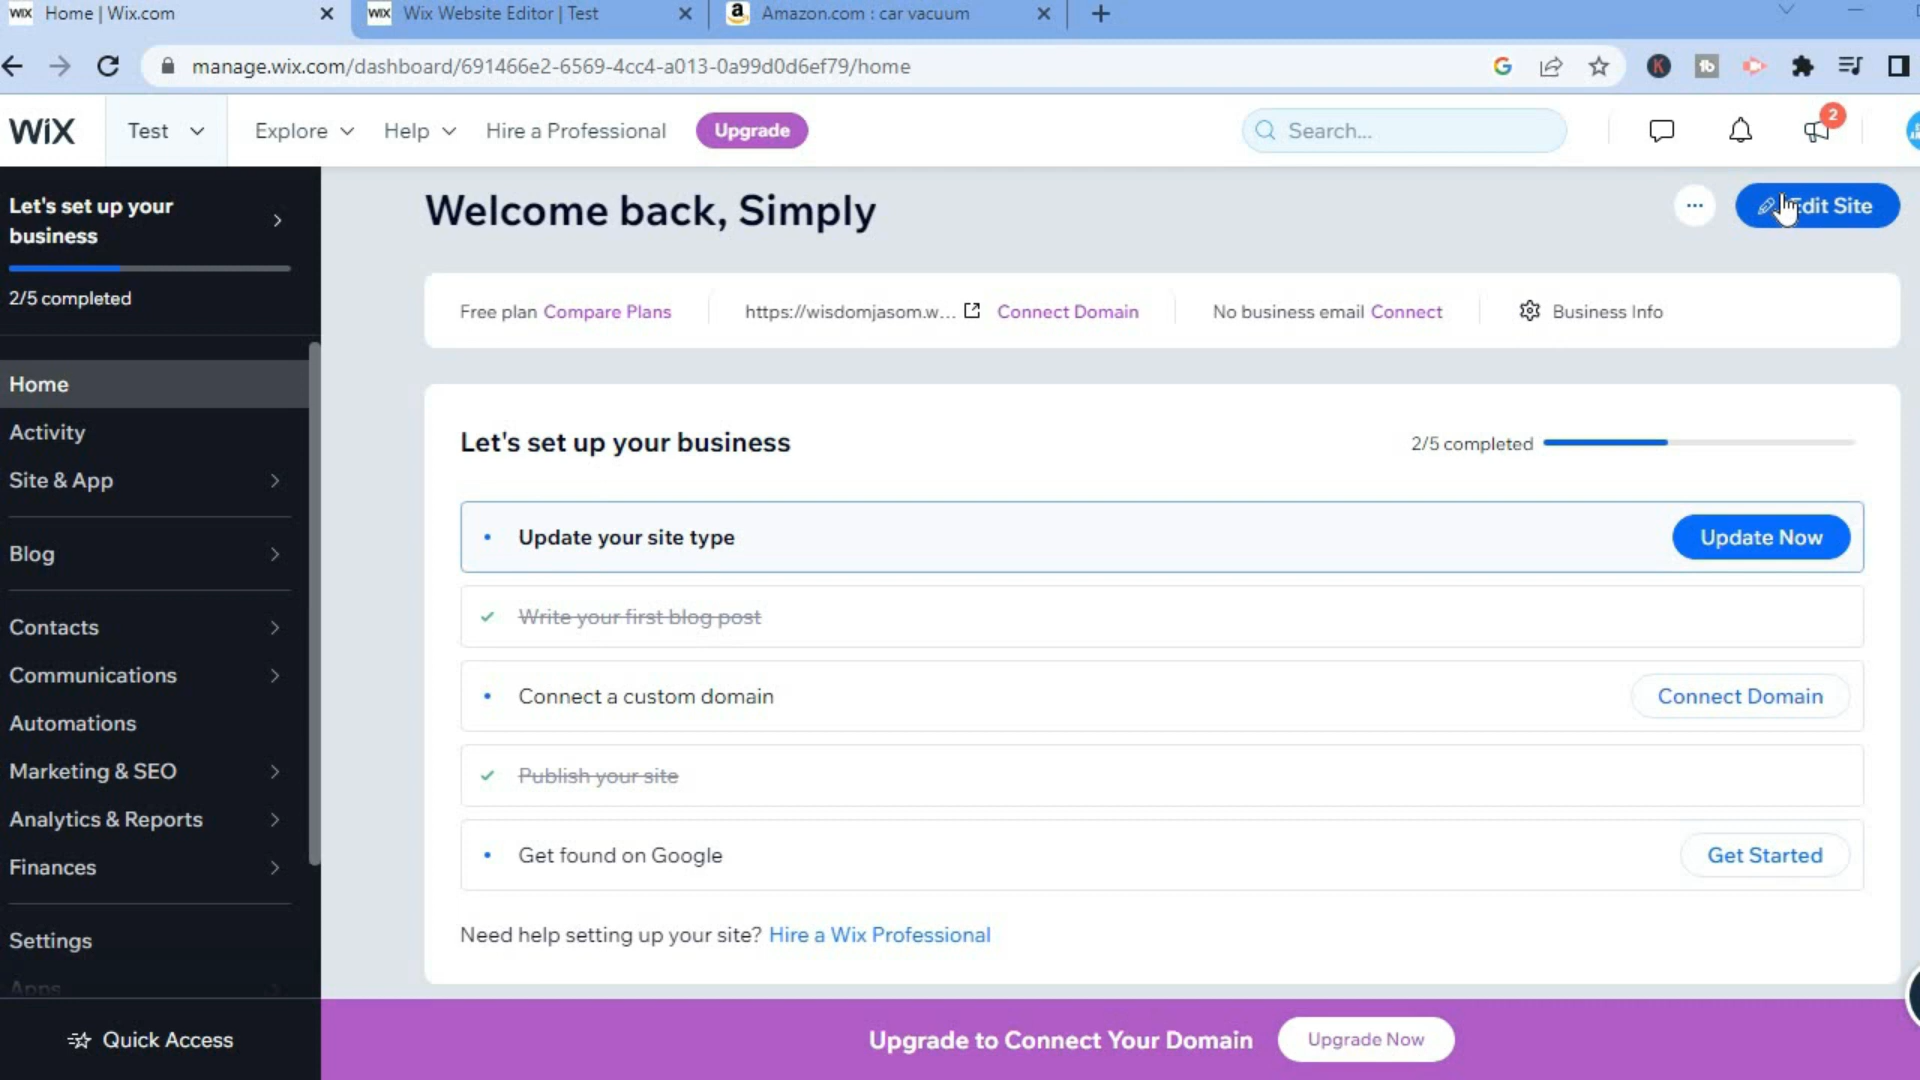 WIX Home | Wix.com
WIX Wix Website Editor | Test
a Amazon.com : car vacuum
manage.wix.com/dashboard/691466e2-6569-4cc4-a013-0a99d0d6ef79/home
G
K
tb
WiX
Test
Explore
Help
Hire a Professional
Upgrade
Search...
2
Let's set up your
business
2/5 completed
Home
Activity
Site & App
Blog
Contacts
Communications
Automations
Marketing & SEO
Analytics & Reports
Finances
Settings
Apps
Quick Access
Welcome back, Simply
Edit Site
Free plan Compare Plans
https://wisdomjasom.w... Connect Domain
No business email Connect
Business Info
Let's set up your business
2/5 completed
Update your site type
Update Now
Write your first blog post
Connect a custom domain
Connect Domain
Publish your site
Get found on Google
Get Started
Need help setting up your site? Hire a Wix Professional
Upgrade to Connect Your Domain
Upgrade Now